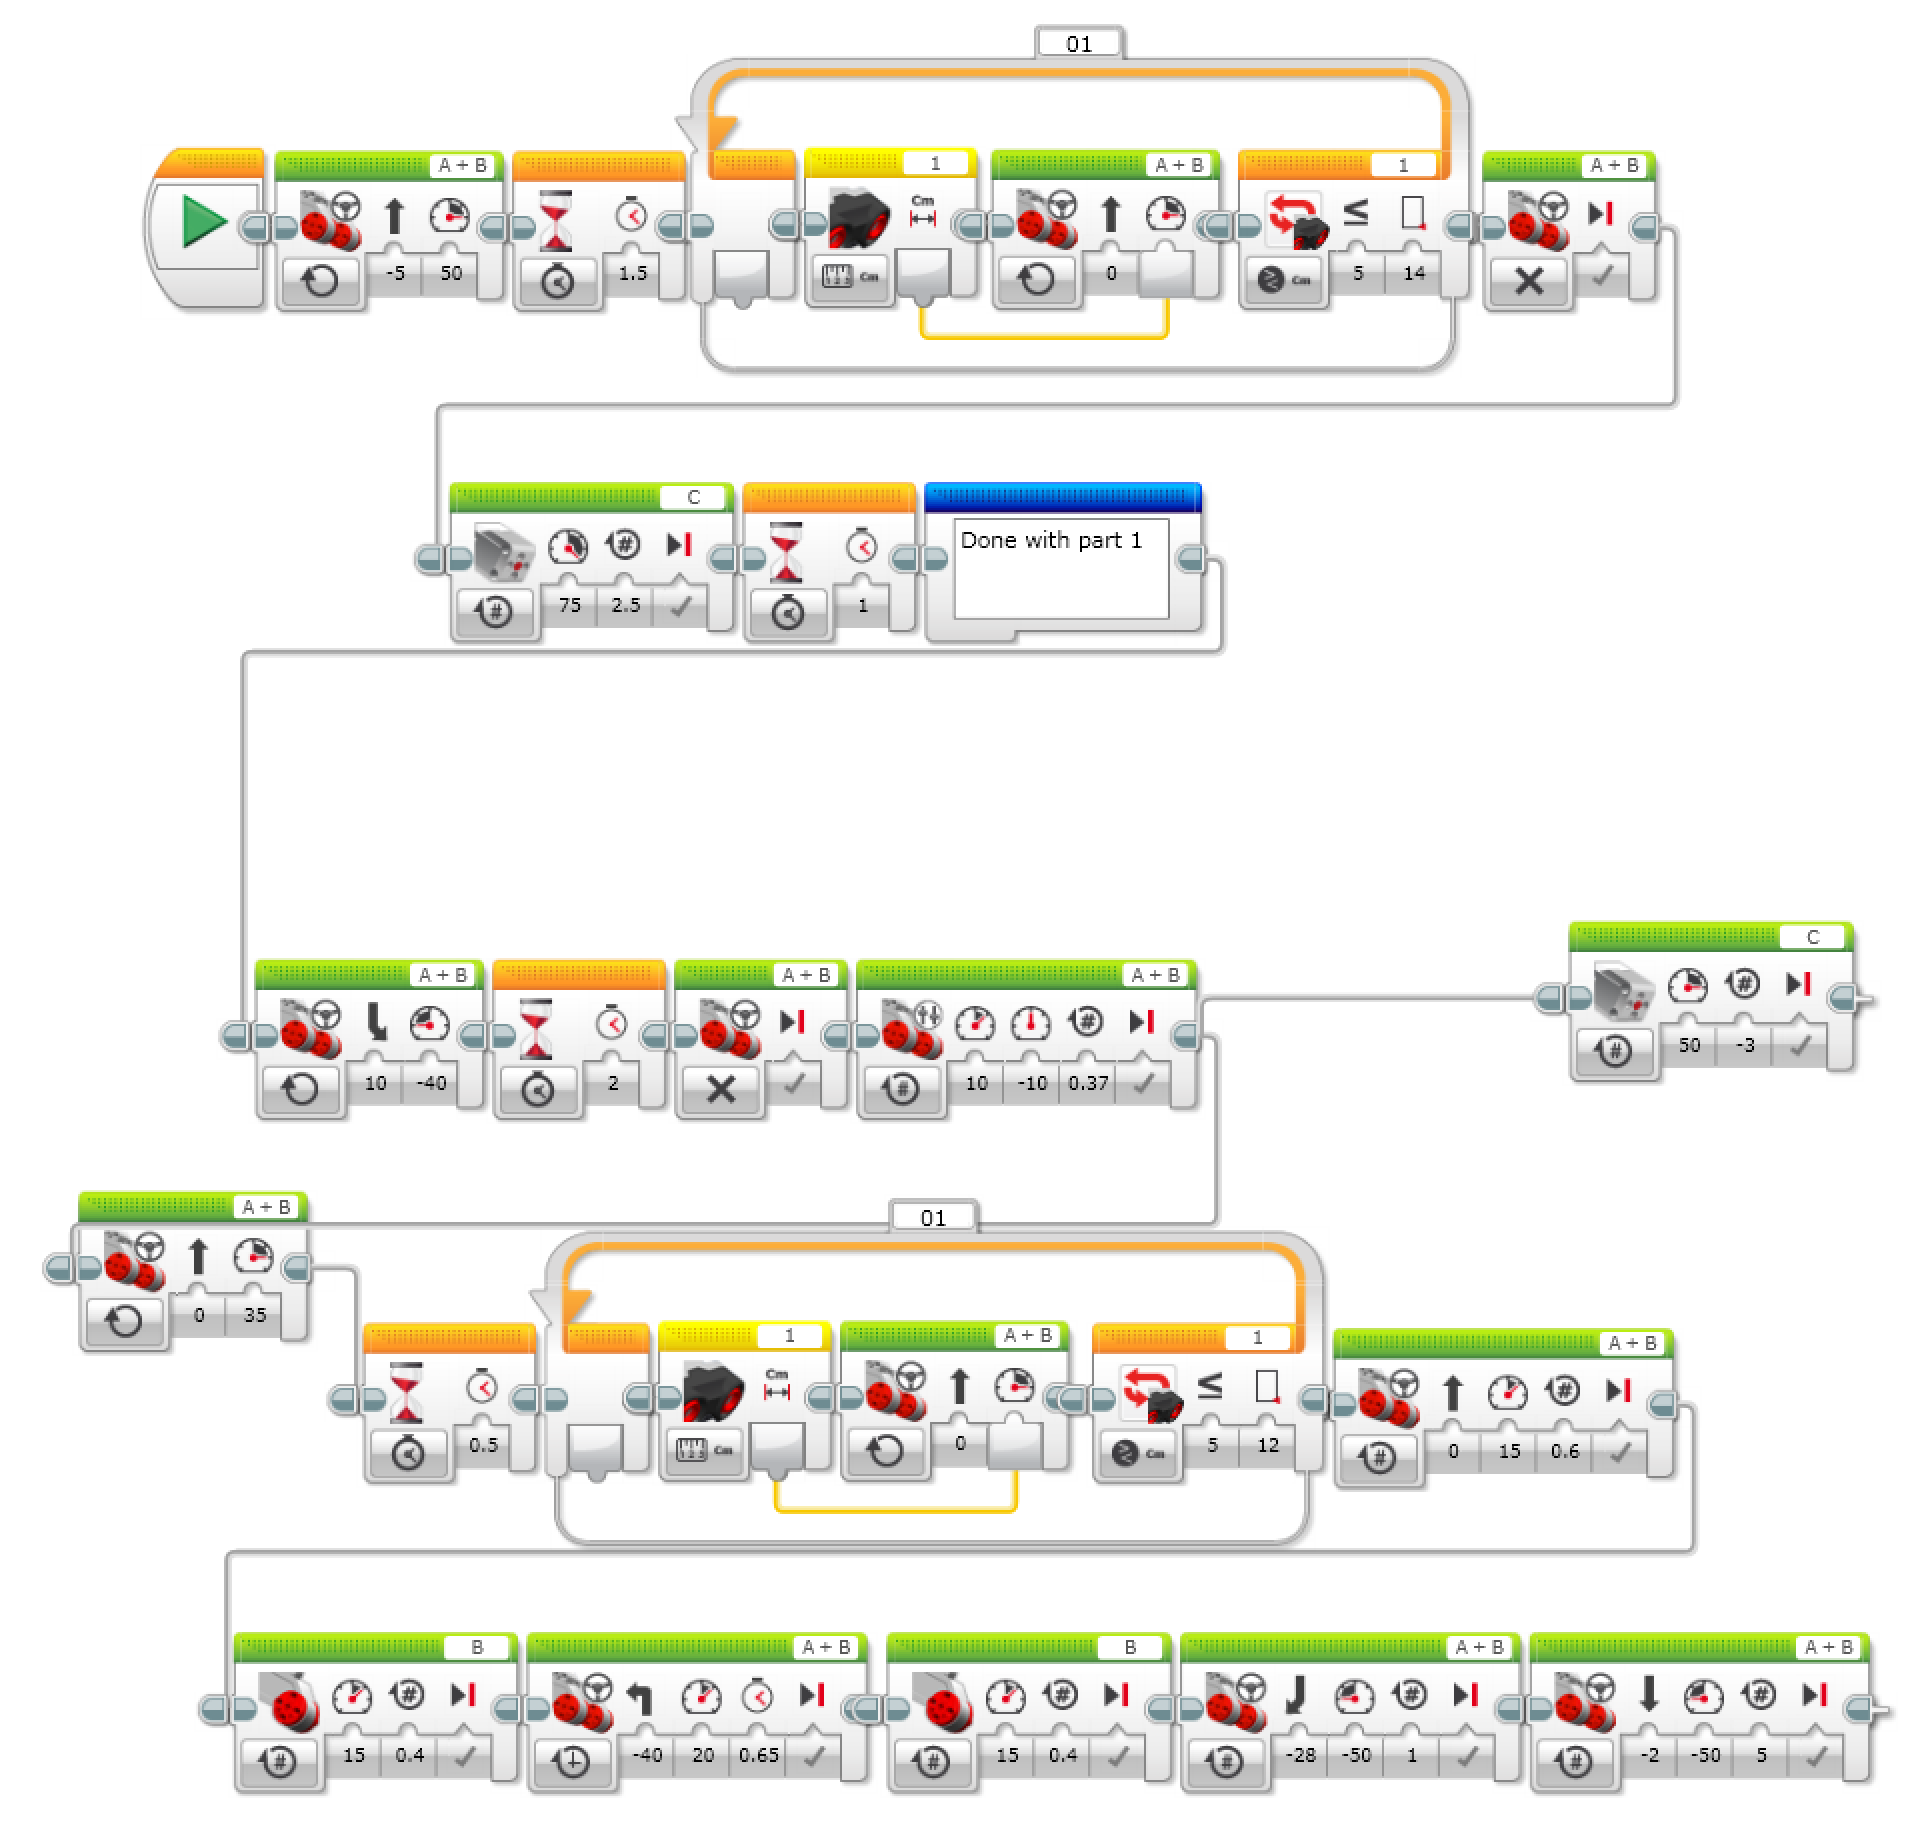 01
A + B
1
A + B
1
A + B
Cm
-5 50 1.5 Cm 0 Cm 5 14
C
Done with part 1
#
# 75 2.5 1
C
#
# 50 -3
A + B A + B A + B
#
10 -40 2 # 10 -10 0.37
A + B
0 35
01
1 A + B 1 A + B
Cm #
0.5 Cm 0 Cm 5 12 # 0 15 0.6
B A + B B A + B A + B
# # # #
# 15 0.4 -40 20 0.65 # 15 0.4 # -28 -50 1 # -2 -50 5